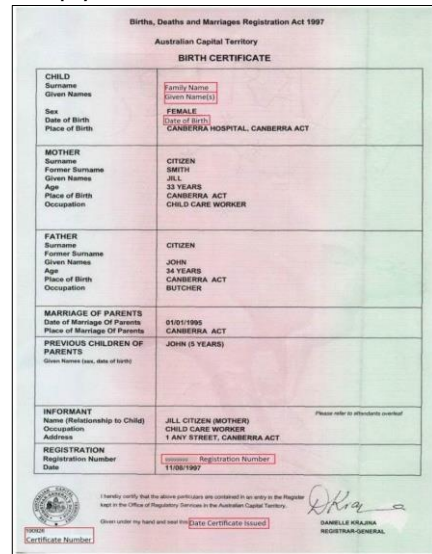 Births, Deaths and Marriages Registration Act 1997
Australian Capital Territory
BIRTH CERTIFICATE
CHILD
Surname Family Name
Given Names Given Name(s)
Sex FEMALE
Date of Birth Date of Birth
Place of Birth CANBERRA HOSPITAL, CANBERRA ACT
MOTHER
Surname CITIZEN
Former Surname SMITH
Given Names JILL
Age 33 YEARS
Place of Birth CANBERRA ACT
Occupation CHILD CARE WORKER
FATHER
Surname CITIZEN
Former Surname
Given Names JOHN
Age 34 YEARS
Place of Birth CANBERRA ACT
Occupation BUTCHER
MARRIAGE OF PARENTS
Date of Marriage Of Parents 01/01/1995
Place of Marriage Of Parents CANBERRA ACT
PREVIOUS CHILDREN OF JOHN (5 YEARS)
PARENTS
Given Names (sex, date of birth)
INFORMANT Please refer to attendants overleaf
Name (Relationship to Child) JILL CITIZEN (MOTHER)
Occupation CHILD CARE WORKER
Address 1 ANY STREET, CANBERRA ACT
REGISTRATION
Registration Number Registration Number
Date 11/08/1997
I hereby certify that the above particulars are contained in an entry in the Register
kept in the Office of Regulatory Services in the Australian Capital Territory.
Given under my hand and seal this Date Certificate Issued
DANIELLE KRAJINA
REGISTRAR-GENERAL
100926
Certificate Number